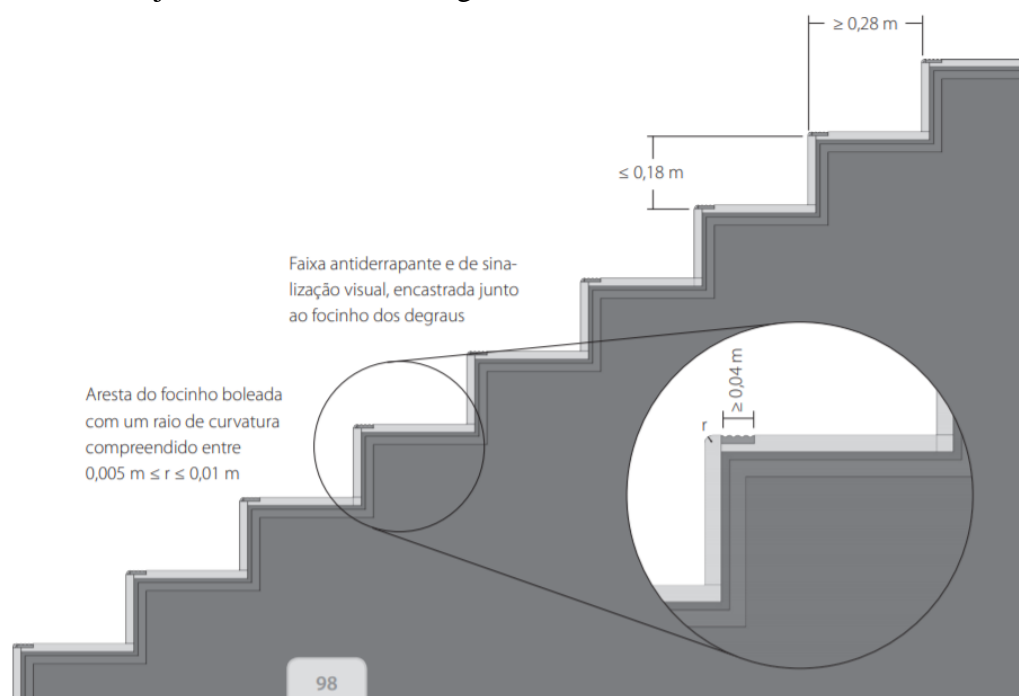 ≥ 0,28 m
≤ 0,18 m
Faixa antiderrapante e de sina-
lização visual, encastrada junto
ao focinho dos degraus
≥ 0,04 m
r
Aresta do focinho boleada
com um raio de curvatura
compreendido entre
0,005 m ≤ r ≤ 0,01 m
98